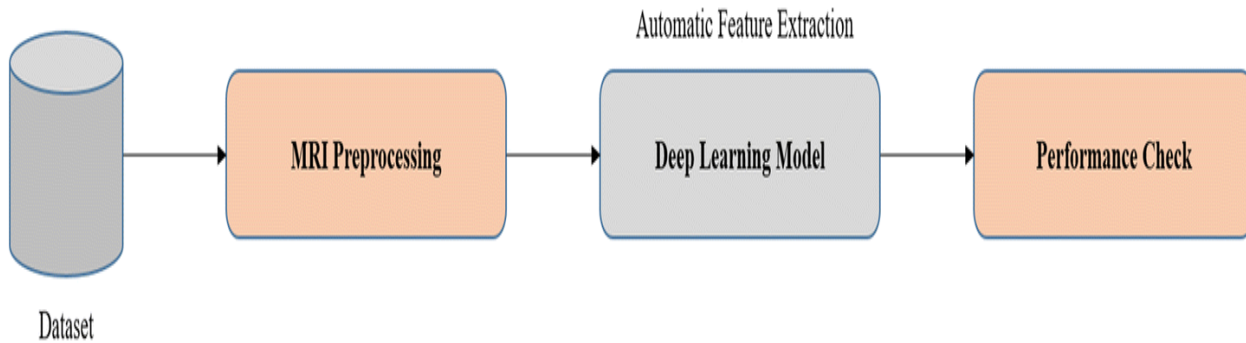 Automatic Feature Extraction
MRI Preprocessing
Deep Learning Model
Performance Check
Dataset